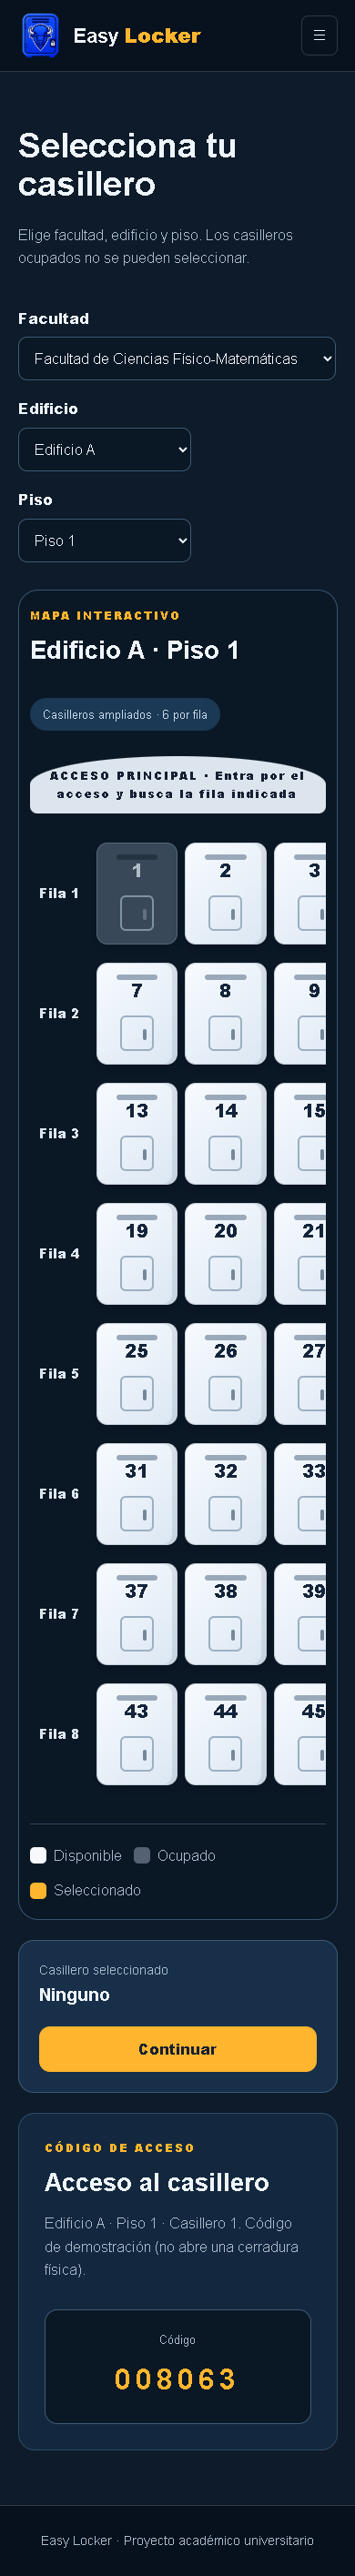 Easy Locker
☰
Selecciona tu
casillero
Elige facultad, edificio y piso. Los casilleros
ocupados no se pueden seleccionar.
Facultad
Facultad de Ciencias Físico-Matemáticas
Edificio
Edificio A
Piso
Piso 1
MAPA INTERACTIVO
Edificio A · Piso 1
Casilleros ampliados · 6 por fila
ACCESO PRINCIPAL · Entra por el
acceso y busca la fila indicada
Fila 1 1 2 3
Fila 2 7 8 9
Fila 3 13 14 15
Fila 4 19 20 21
Fila 5 25 26 27
Fila 6 31 32 33
Fila 7 37 38 39
Fila 8 43 44 45
Disponible Ocupado
Seleccionado
Casillero seleccionado
Ninguno
Continuar
CÓDIGO DE ACCESO
Acceso al casillero
Edificio A · Piso 1 · Casillero 1. Código
de demostración (no abre una cerradura
física).
Código
008063
Easy Locker · Proyecto académico universitario